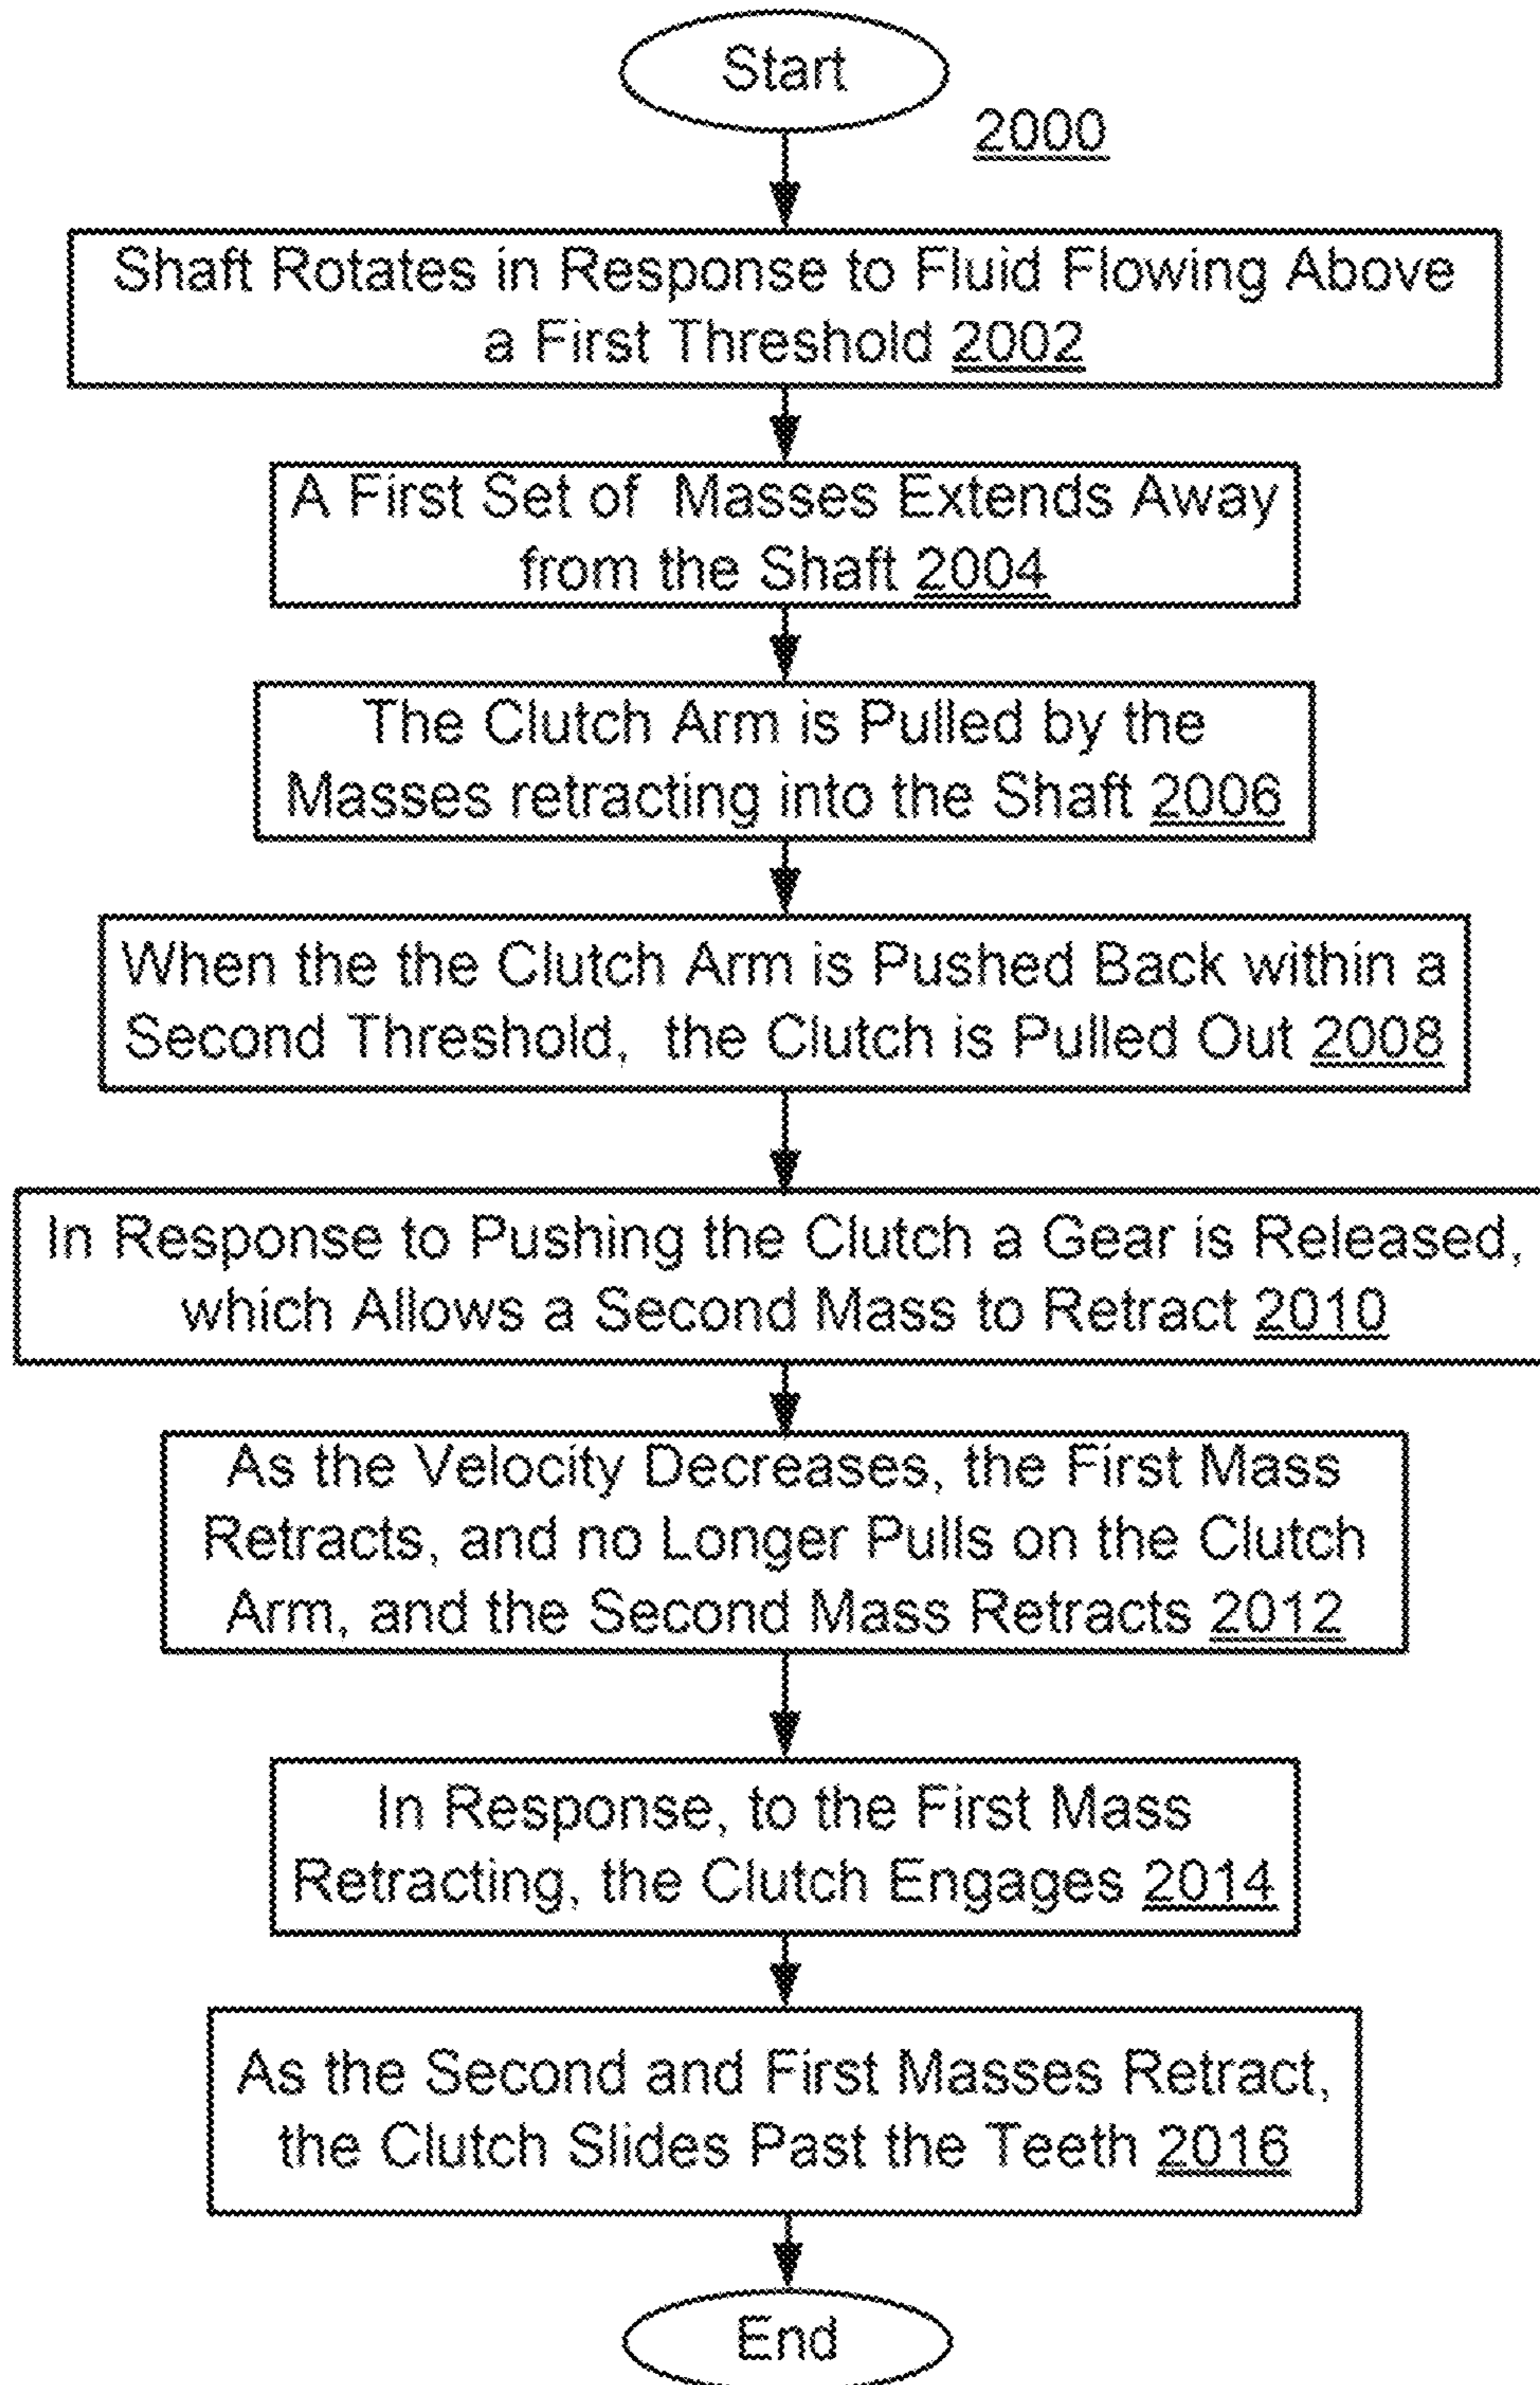 Start
2000
Shaft Rotates in Response to Fluid Flowing Above
a First Threshold 2002
A First Set of Masses Extends Away
from the Shaft 2004
The Clutch Arm is Pulled by the
Masses retracting into the Shaft 2006
When the the Clutch Arm is Pushed Back within a
Second Threshold, the Clutch is Pulled Out 2008
In Response to Pushing the Clutch a Gear is Released,
which Allows a Second Mass to Retract 2010
As the Velocity Decreases, the First Mass
Retracts, and no Longer Pulls on the Clutch
Arm, and the Second Mass Retracts 2012
In Response, to the First Mass
Retracting, the Clutch Engages 2014
As the Second and First Masses Retract,
the Clutch Slides Past the Teeth 2016
End